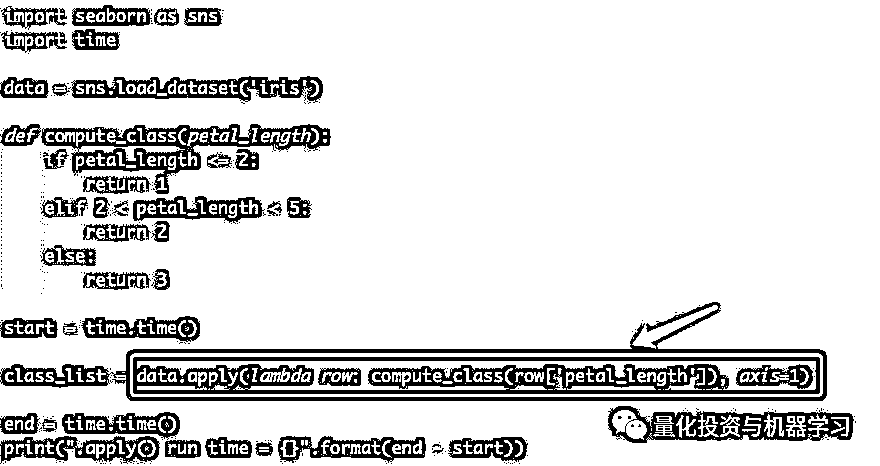 import seaborn as sns
import time
data = sns.load_dataset('iris')
def compute_class(petal_length):
    if petal_length <= 2:
        return 1
    elif 2 < petal_length < 5:
        return 2
    else:
        return 3
start = time.time()
class_list = data.apply(lambda row: compute_class(row['petal_length']), axis=1)
end = time.time()
print(".apply() run time = {}".format(end - start))
量化投资与机器学习